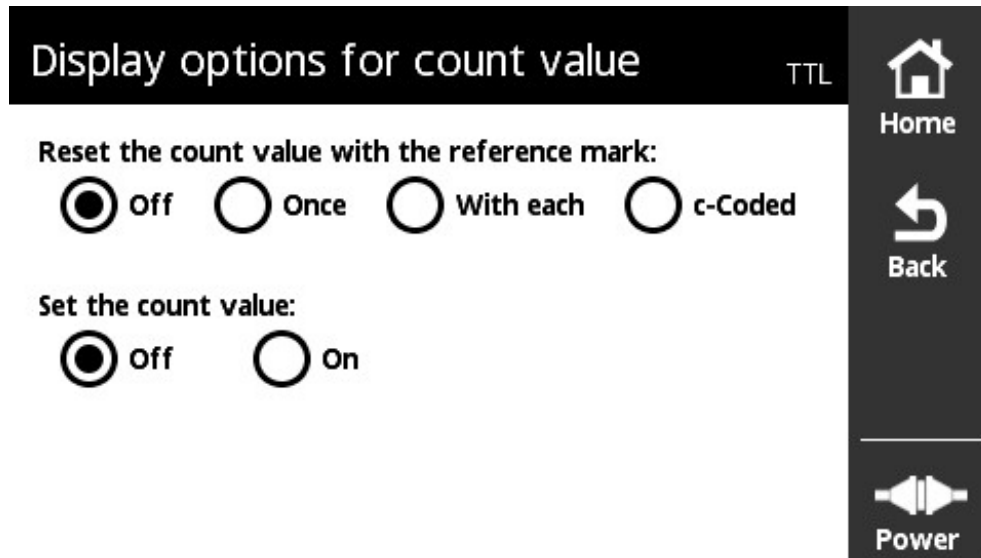 Display options for count value
TTL
Home
Reset the count value with the reference mark:
Off Once With each c-Coded
Back
Set the count value:
Off On
Power